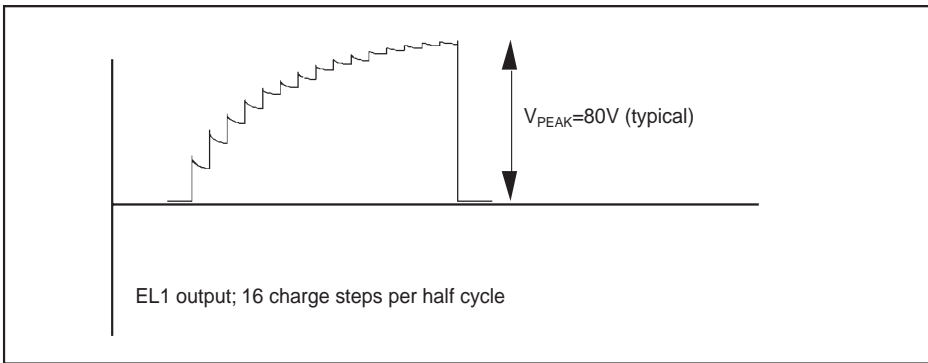 V_PEAK=80V (typical)
EL1 output; 16 charge steps per half cycle